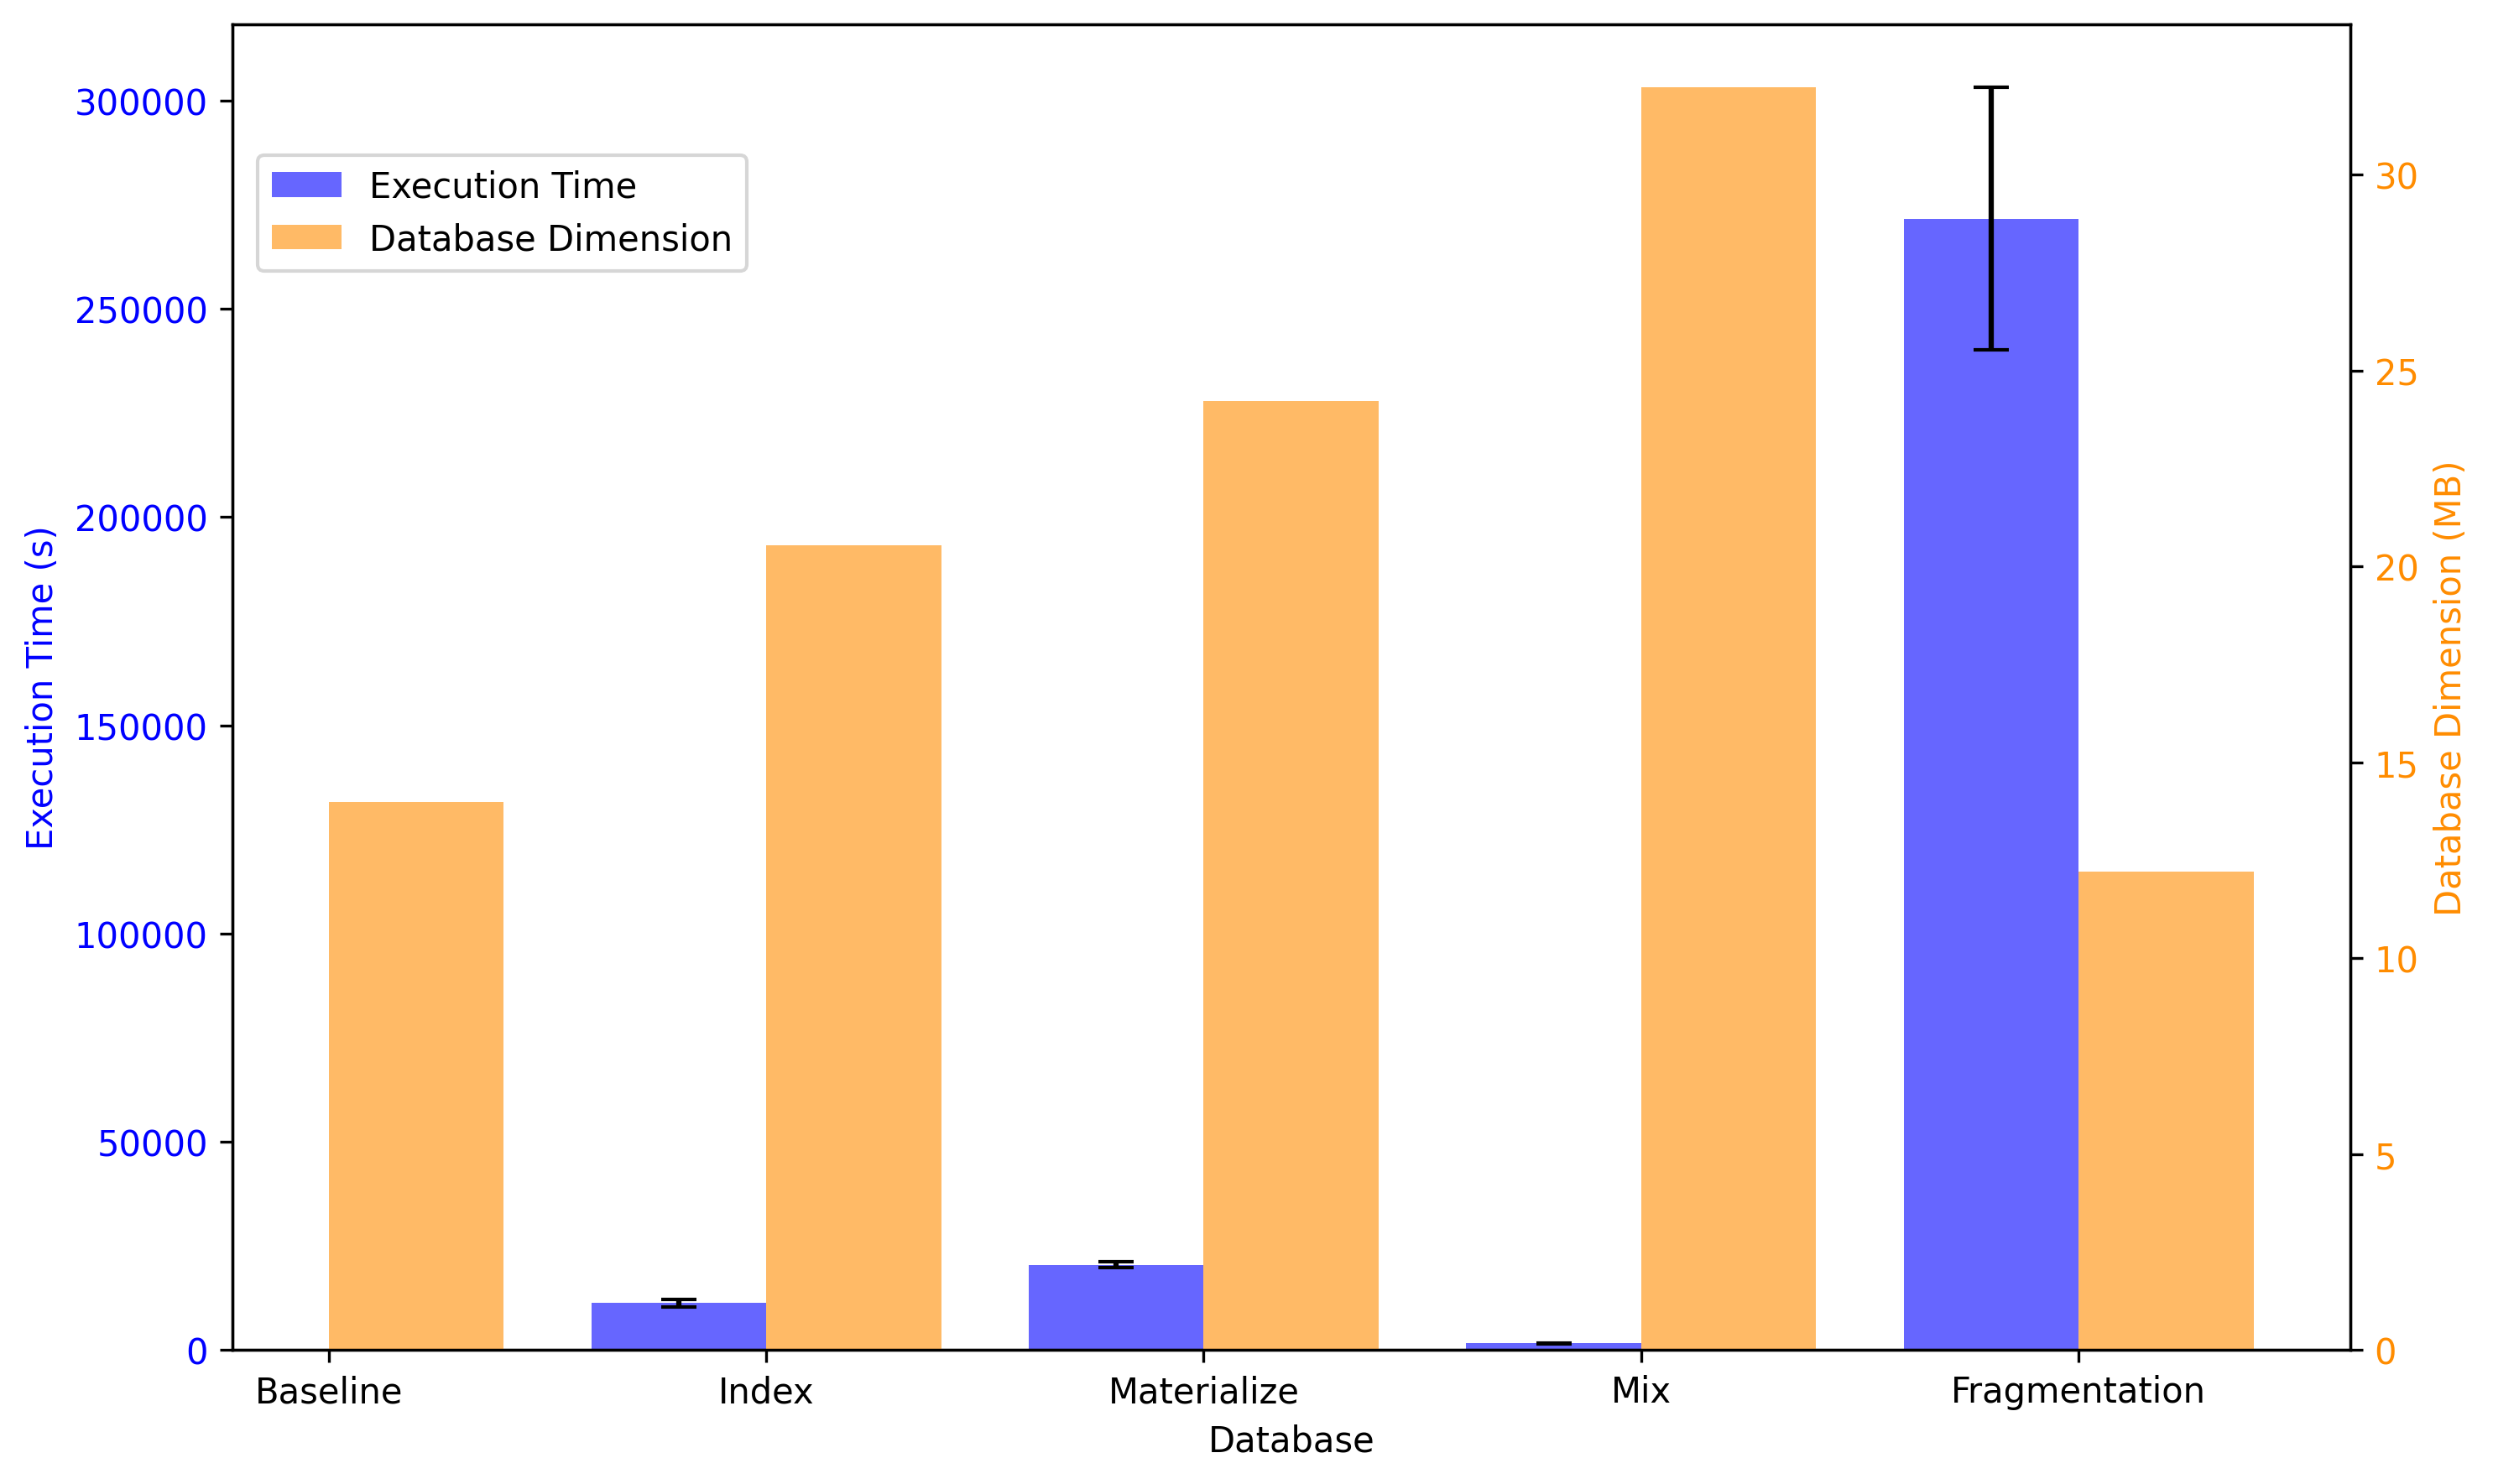 Execution Time
Database Dimension
300000
250000
200000
150000
100000
50000
0
Execution Time (s)
30
25
20
15
10
5
0
Database Dimension (MB)
Baseline
Index
Materialize
Mix
Fragmentation
Database